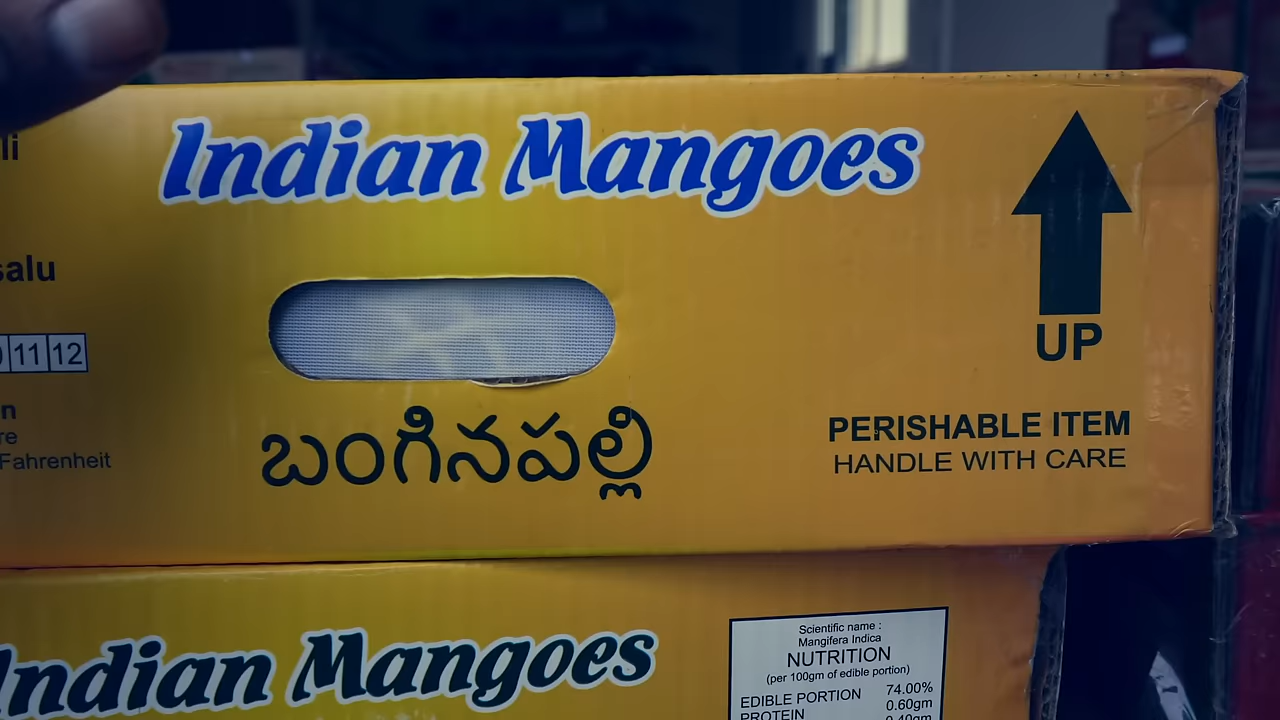 Indian Mangoes
UP
బంగినపల్లి
PERISHABLE ITEM
HANDLE WITH CARE
salu
11 12
Fahrenheit
Indian Mangoes
Scientific name :
Mangifera Indica
NUTRITION
(per 100gm of edible portion)
EDIBLE PORTION 74.00%
PROTEIN 0.60gm